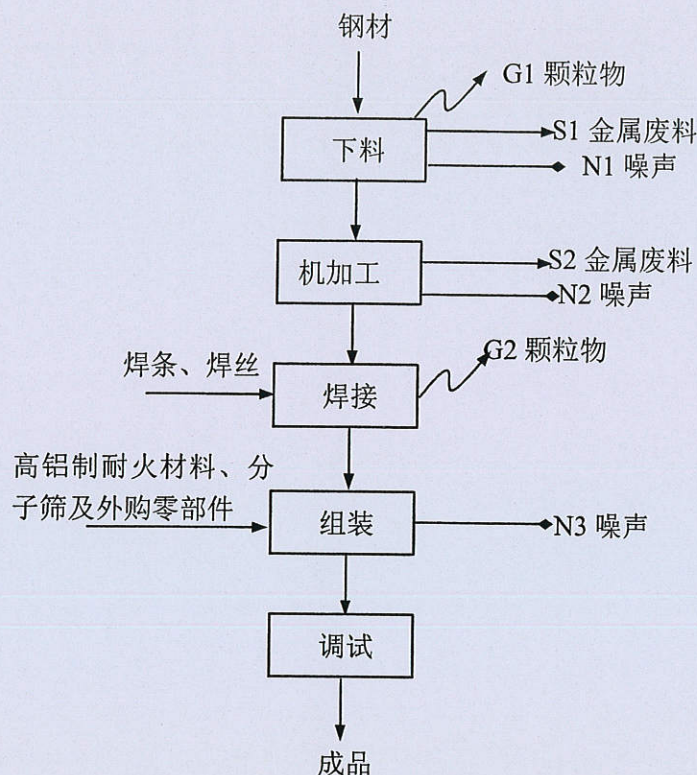 钢材
G1 颗粒物
下料
S1 金属废料
N1 噪声
机加工
S2 金属废料
N2 噪声
焊条、焊丝
焊接
G2 颗粒物
高铝制耐火材料、分
子筛及外购零部件
组装
N3 噪声
调试
成品